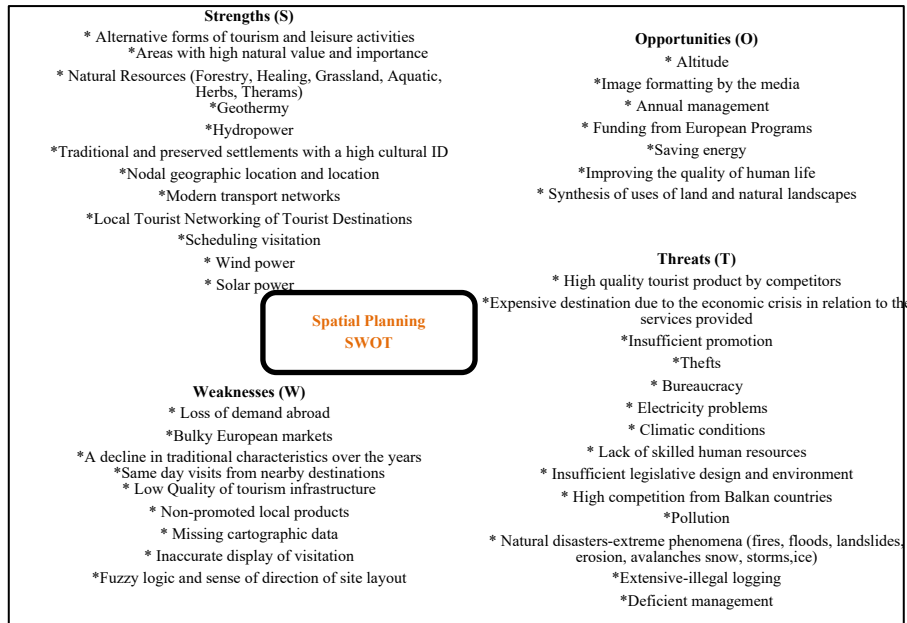 Strengths (S)
* Alternative forms of tourism and leisure activities
*Areas with high natural value and importance
* Natural Resources (Forestry, Healing, Grassland, Aquatic,
Herbs, Therams)
*Geothermy
*Hydropower
*Traditional and preserved settlements with a high cultural ID
*Nodal geographic location and location
*Modern transport networks
*Local Tourist Networking of Tourist Destinations
*Scheduling visitation
* Wind power
* Solar power
Opportunities (O)
* Altitude
*Image formatting by the media
* Annual management
* Funding from European Programs
*Saving energy
*Improving the quality of human life
* Synthesis of uses of land and natural landscapes
Spatial Planning
SWOT
Weaknesses (W)
* Loss of demand abroad
*Bulky European markets
*A decline in traditional characteristics over the years
*Same day visits from nearby destinations
* Low Quality of tourism infrastructure
* Non-promoted local products
* Missing cartographic data
* Inaccurate display of visitation
*Fuzzy logic and sense of direction of site layout
Threats (T)
* High quality tourist product by competitors
*Expensive destination due to the economic crisis in relation to the
services provided
*Insufficient promotion
*Thefts
* Bureaucracy
* Electricity problems
* Climatic conditions
* Lack of skilled human resources
* Insufficient legislative design and environment
* High competition from Balkan countries
*Pollution
* Natural disasters-extreme phenomena (fires, floods, landslides,
erosion, avalanches snow, storms,ice)
*Extensive-illegal logging
*Deficient management